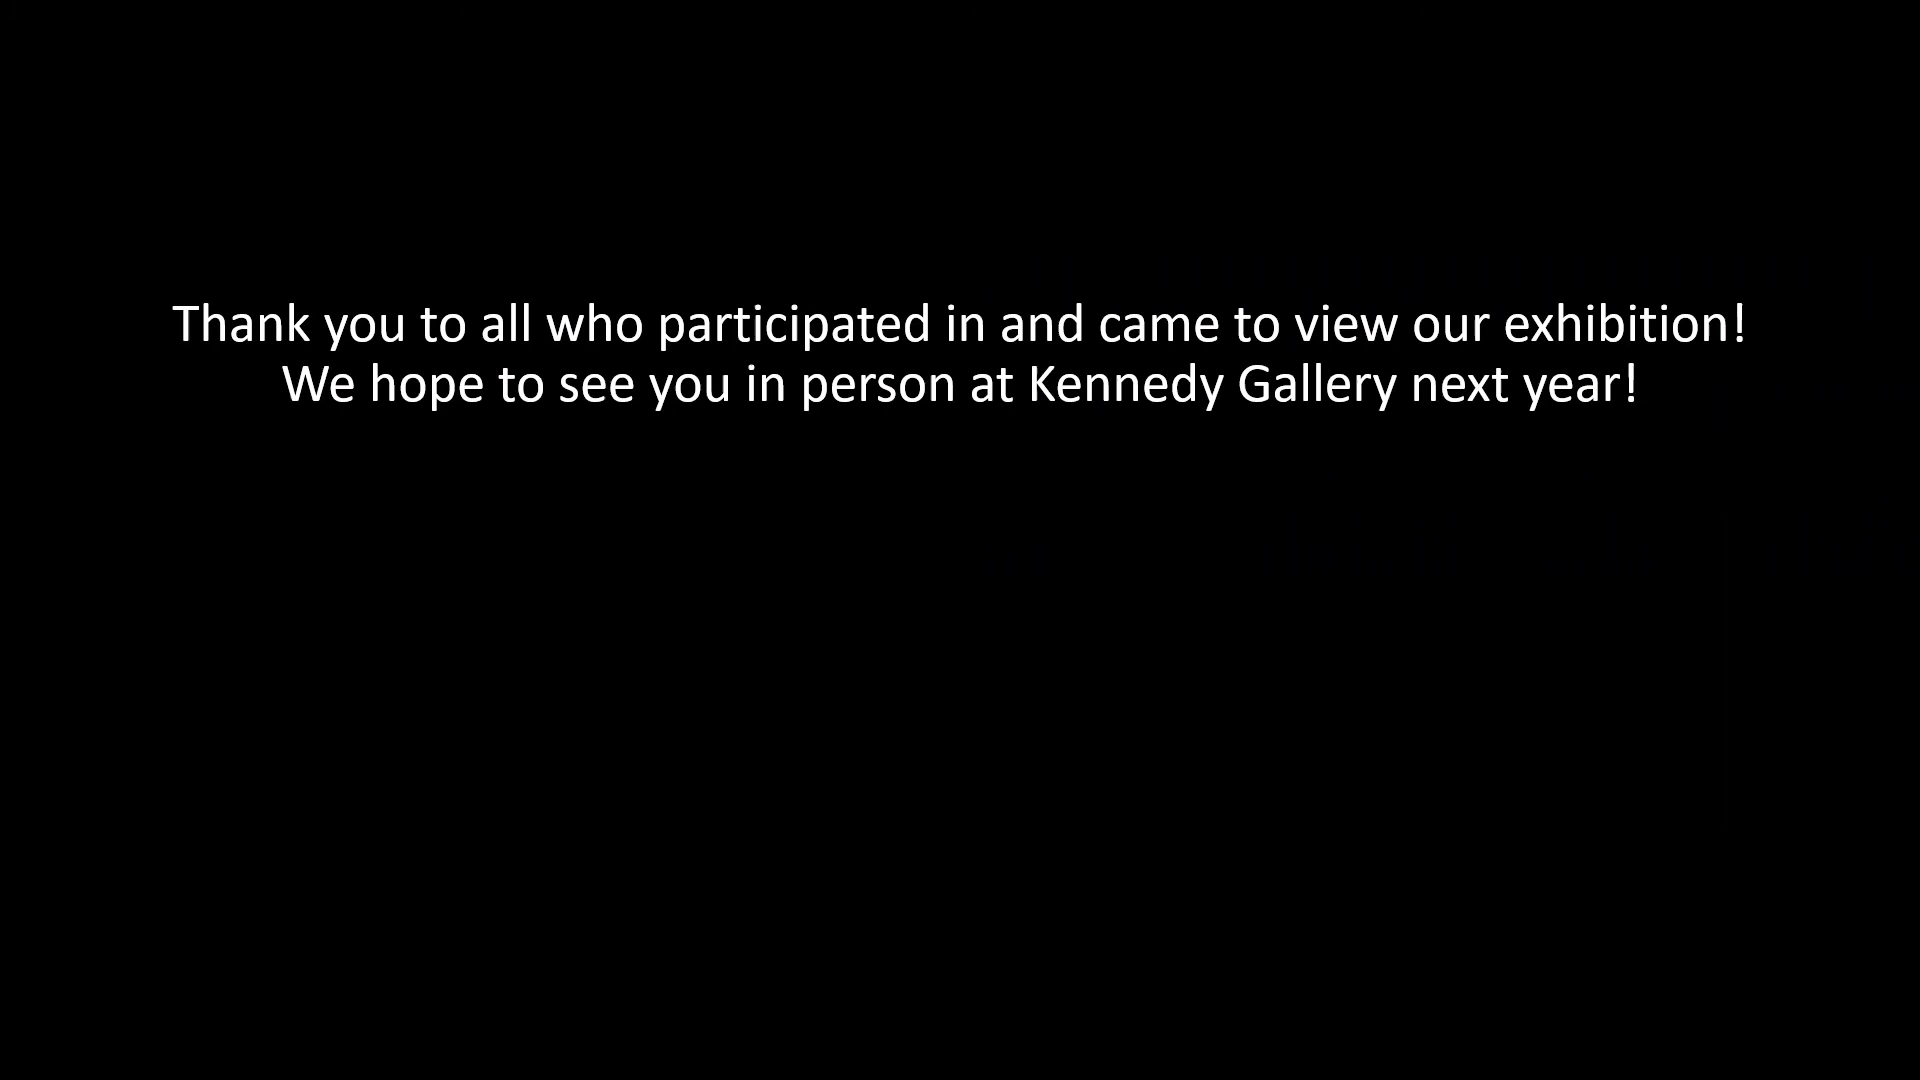 Thank you to all who participated in and came to view our exhibition!
We hope to see you in person at Kennedy Gallery next year!